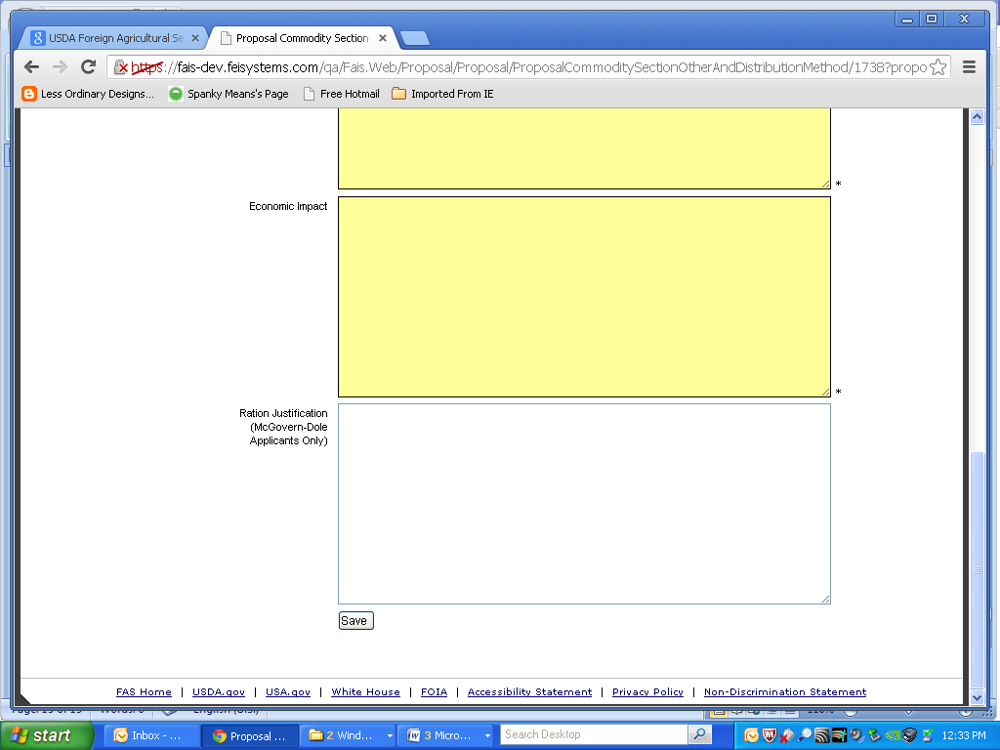 USDA Foreign Agricultural Se
Proposal Commodity Section
https://fais-dev.feisystems.com/qa/Fais.Web/Proposal/Proposal/ProposalCommoditySectionOtherAndDistributionMethod/1738?propo
Less Ordinary Designs...
Spanky Means's Page
Free Hotmail
Imported From IE
*
Economic Impact
*
Ration Justification
(McGovern-Dole
Applicants Only)
Save
FAS Home | USDA.gov | USA.gov | White House | FOIA | Accessibility Statement | Privacy Policy | Non-Discrimination Statement
start
Inbox - ...
Proposal ...
2 Wind...
3 Micro...
Search Desktop
12:33 PM